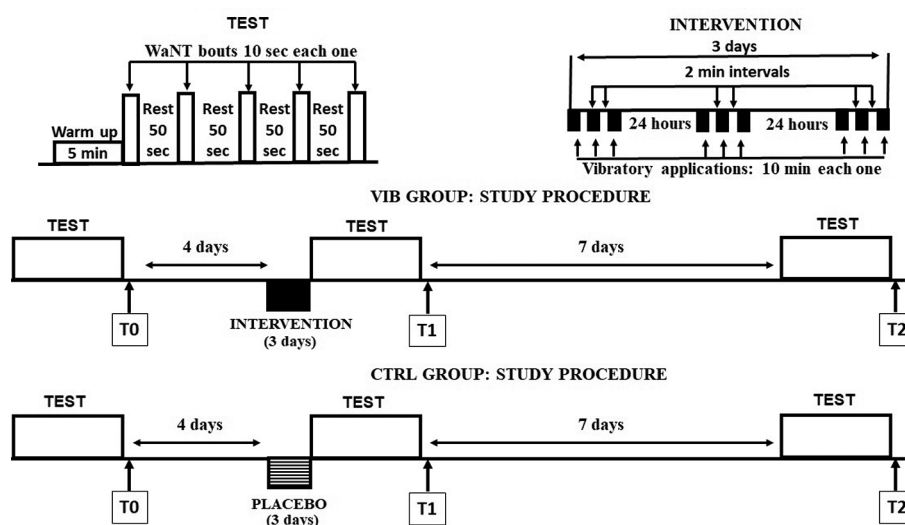 TEST
WaNT bouts 10 sec each one
Warm up
5 min
Rest
50
sec
Rest
50
sec
Rest
50
sec
Rest
50
sec
INTERVENTION
3 days
2 min intervals
24 hours
24 hours
Vibratory applications: 10 min each one
VIB GROUP: STUDY PROCEDURE
TEST
4 days
TEST
7 days
TEST
T0
INTERVENTION
(3 days)
T1
T2
CTRL GROUP: STUDY PROCEDURE
TEST
4 days
TEST
7 days
TEST
T0
PLACEBO
(3 days)
T1
T2